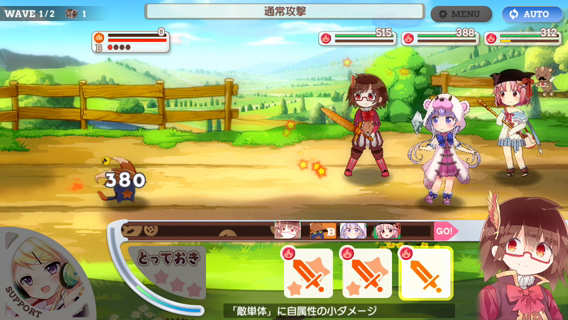 WAVE 1/2 1
通常攻撃
MENU
AUTO
0
B
515
388
312
380
B
GO!
とっておき
SUPPORT
「敵単体」に自属性の小ダメージ